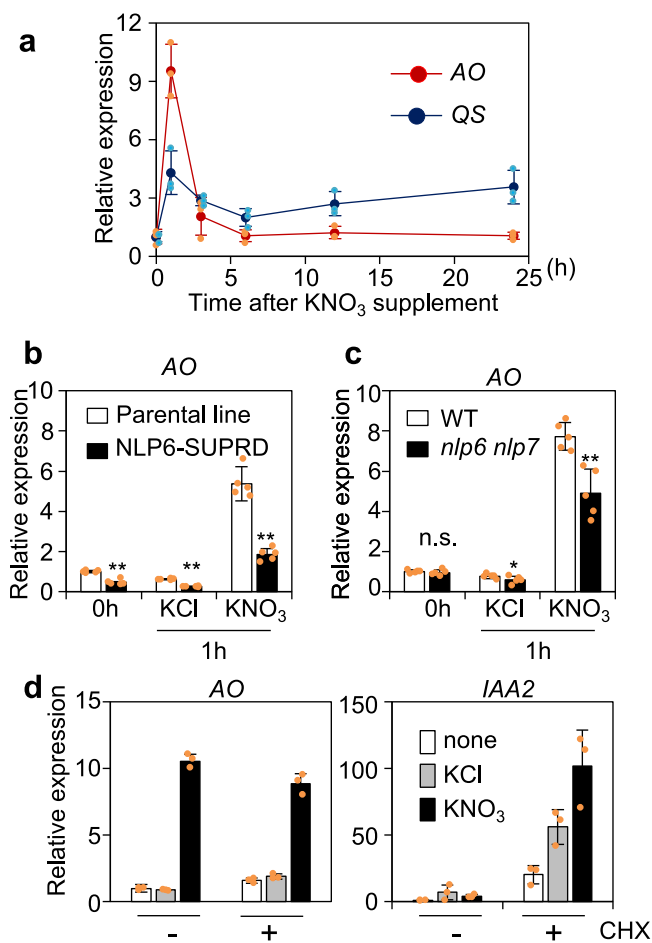 a
Relative expression
12
9
6
3
0
AO
QS
0 5 10 15 20 25 (h)
Time after KNO₃ supplement
b
AO
Relative expression
10
8
6
4
2
0
Parental line
NLP6-SUPRD
**
**
**
0h KCl KNO₃
1h
c
AO
Relative expression
10
8
6
4
2
0
WT
nlp6 nlp7
n.s.
*
**
0h KCl KNO₃
1h
d
AO
Relative expression
15
10
5
0
- +
IAA2
150
100
50
0
none
KCl
KNO₃
- + CHX